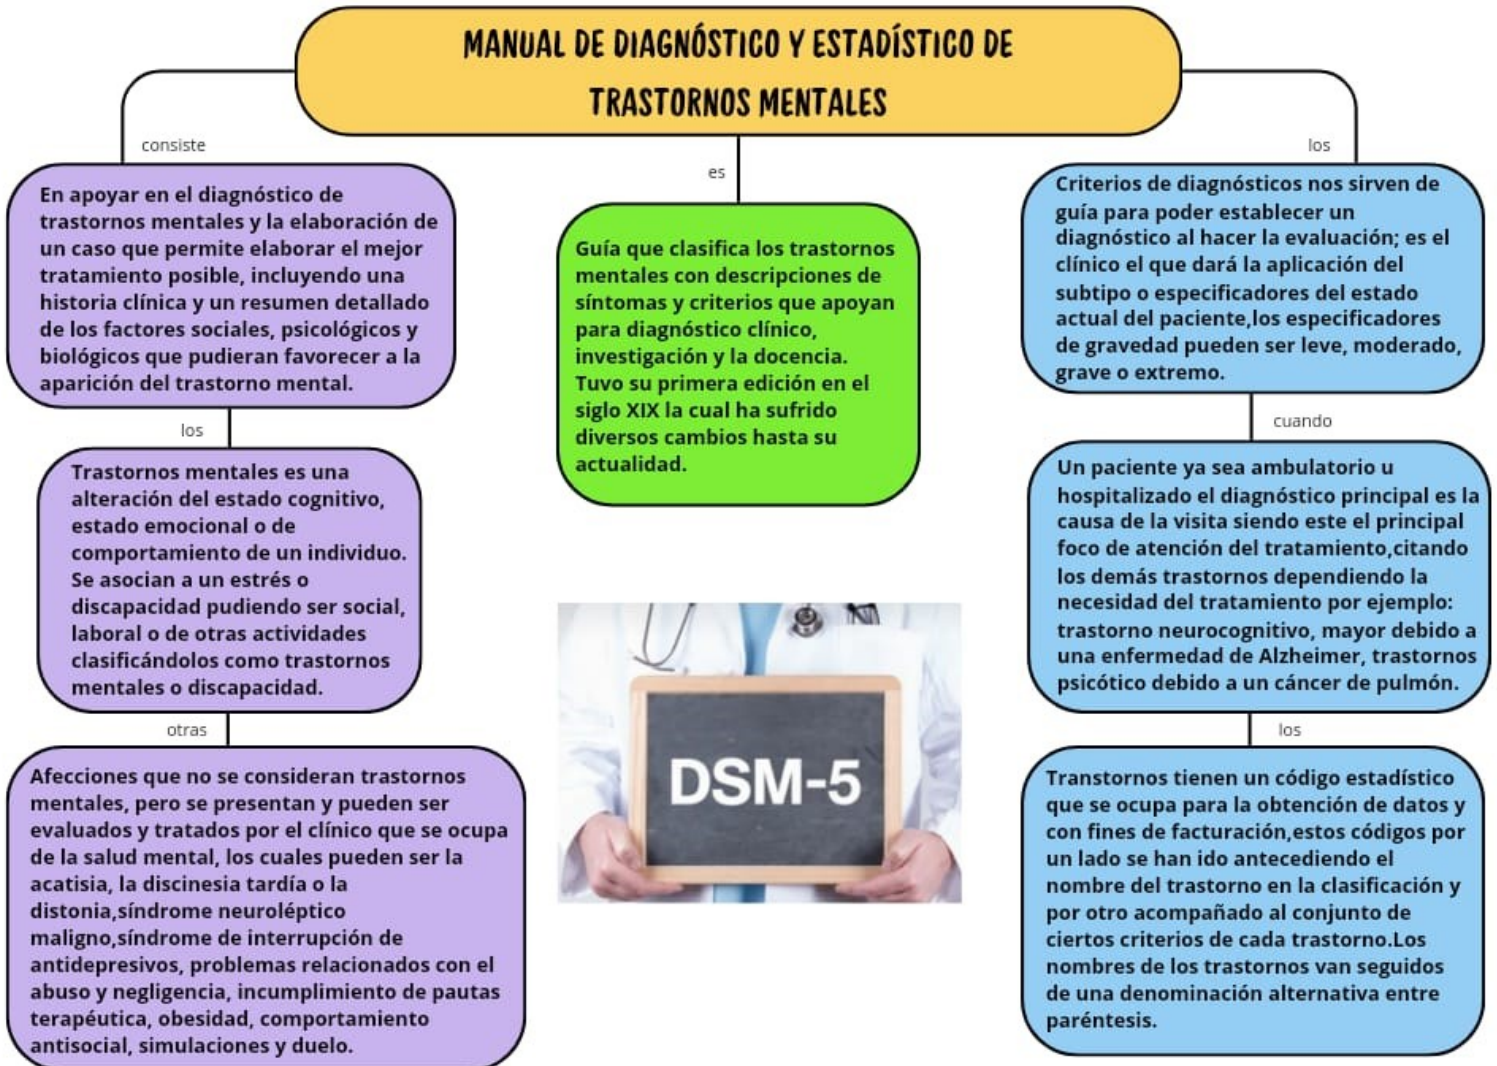 MANUAL DE DIAGNÓSTICO Y ESTADÍSTICO DE
TRASTORNOS MENTALES
consiste
En apoyar en el diagnóstico de
trastornos mentales y la elaboración de
un caso que permite elaborar el mejor
tratamiento posible, incluyendo una
historia clínica y un resumen detallado
de los factores sociales, psicológicos y
biológicos que pudieran favorecer a la
aparición del trastorno mental.
los
Trastornos mentales es una
alteración del estado cognitivo,
estado emocional o de
comportamiento de un individuo.
Se asocian a un estrés o
discapacidad pudiendo ser social,
laboral o de otras actividades
clasificándolos como trastornos
mentales o discapacidad.
otras
Afecciones que no se consideran trastornos
mentales, pero se presentan y pueden ser
evaluados y tratados por el clínico que se ocupa
de la salud mental, los cuales pueden ser la
acatisia, la discinesia tardía o la
distonia,síndrome neuroléptico
maligno,síndrome de interrupción de
antidepresivos, problemas relacionados con el
abuso y negligencia, incumplimiento de pautas
terapéutica, obesidad, comportamiento
antisocial, simulaciones y duelo.
es
Guía que clasifica los trastornos
mentales con descripciones de
síntomas y criterios que apoyan
para diagnóstico clínico,
investigación y la docencia.
Tuvo su primera edición en el
siglo XIX la cual ha sufrido
diversos cambios hasta su
actualidad.
DSM-5
los
Criterios de diagnósticos nos sirven de
guía para poder establecer un
diagnóstico al hacer la evaluación; es el
clínico el que dará la aplicación del
subtipo o especificadores del estado
actual del paciente,los especificadores
de gravedad pueden ser leve, moderado,
grave o extremo.
cuando
Un paciente ya sea ambulatorio u
hospitalizado el diagnóstico principal es la
causa de la visita siendo este el principal
foco de atención del tratamiento,citando
los demás trastornos dependiendo la
necesidad del tratamiento por ejemplo:
trastorno neurocognitivo, mayor debido a
una enfermedad de Alzheimer, trastornos
psicótico debido a un cáncer de pulmón.
los
Transtornos tienen un código estadístico
que se ocupa para la obtención de datos y
con fines de facturación,estos códigos por
un lado se han ido antecediendo el
nombre del trastorno en la clasificación y
por otro acompañado al conjunto de
ciertos criterios de cada trastorno.Los
nombres de los trastornos van seguidos
de una denominación alternativa entre
paréntesis.